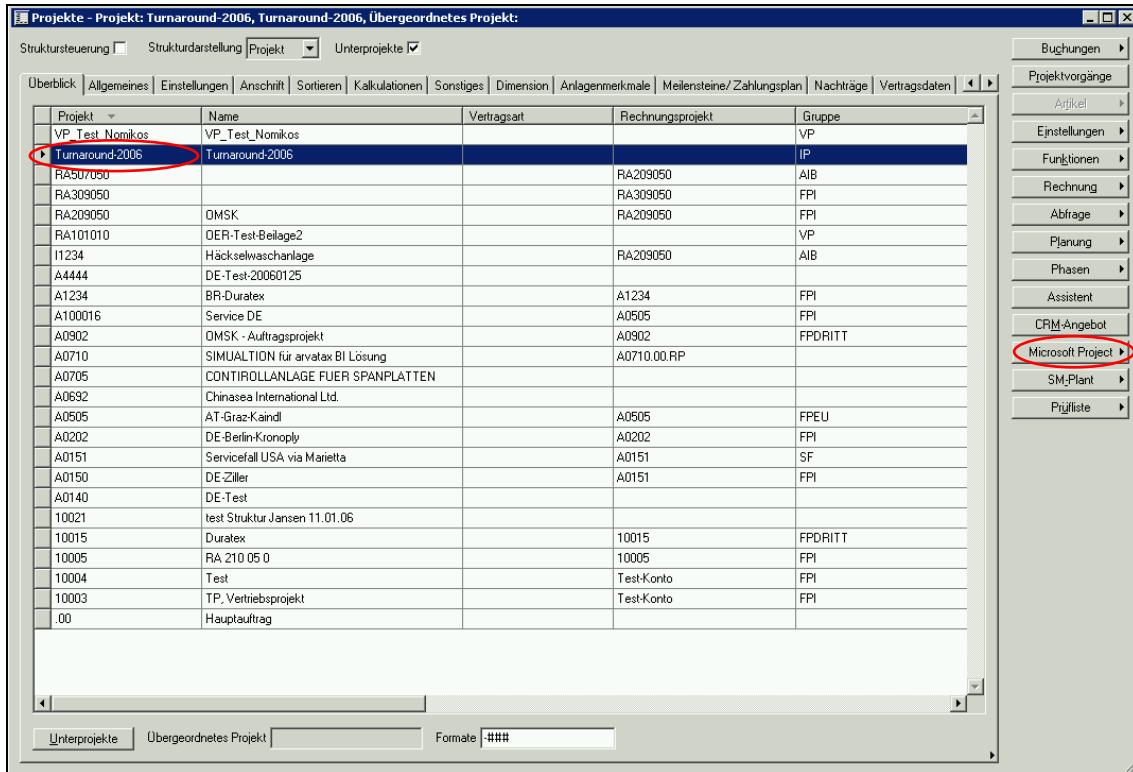 Projekte - Projekt: Turnaround-2006, Turnaround-2006, Übergeordnetes Projekt:
Struktursteuerung Strukturdarstellung Projekt Unterprojekte
Überblick Allgemeines Einstellungen Anschrift Sortieren Kalkulationen Sonstiges Dimension Anlagenmerkmale Meilensteine/ Zahlungsplan Nachträge Vertragsdaten
Projekt Name Vertragsart Rechnungsprojekt Gruppe
VP_Test_Nomikos VP_Test_Nomikos VP
Turnaround-2006 Turnaround-2006 IP
RA507050 RA209050 AIB
RA309050 RA309050 FPI
RA209050 OMSK RA209050 FPI
RA101010 OER-Test-Beilage2 VP
I1234 Häckselwaschanlage RA209050 AIB
A4444 DE-Test-20060125
A1234 BR-Duratex A1234 FPI
A100016 Service DE A0505 FPI
A0902 OMSK - Auftragsprojekt A0902 FPDRITT
A0710 SIMUALTION für arvatax BI Lösung A0710.00.RP
A0705 CONTIROLLANLAGE FUER SPANPLATTEN
A0692 Chinasea International Ltd.
A0505 AT-Graz-Kaindl A0505 FPEU
A0202 DE-Berlin-Kronoply A0202 FPI
A0151 Servicefall USA via Marietta A0151 SF
A0150 DE-Ziller A0151 FPI
A0140 DE-Test
10021 test Struktur Jansen 11.01.06
10015 Duratex 10015 FPDRITT
10005 RA 210 05 0 10005 FPI
10004 Test Test-Konto FPI
10003 TP, Vertriebsprojekt Test-Konto FPI
.00 Hauptauftrag
Unterprojekte Übergeordnetes Projekt Formate -###
Buchungen
Projektvorgänge
Artikel
Einstellungen
Funktionen
Rechnung
Abfrage
Planung
Phasen
Assistent
CRM-Angebot
Microsoft Project
SM-Plant
Prüfliste